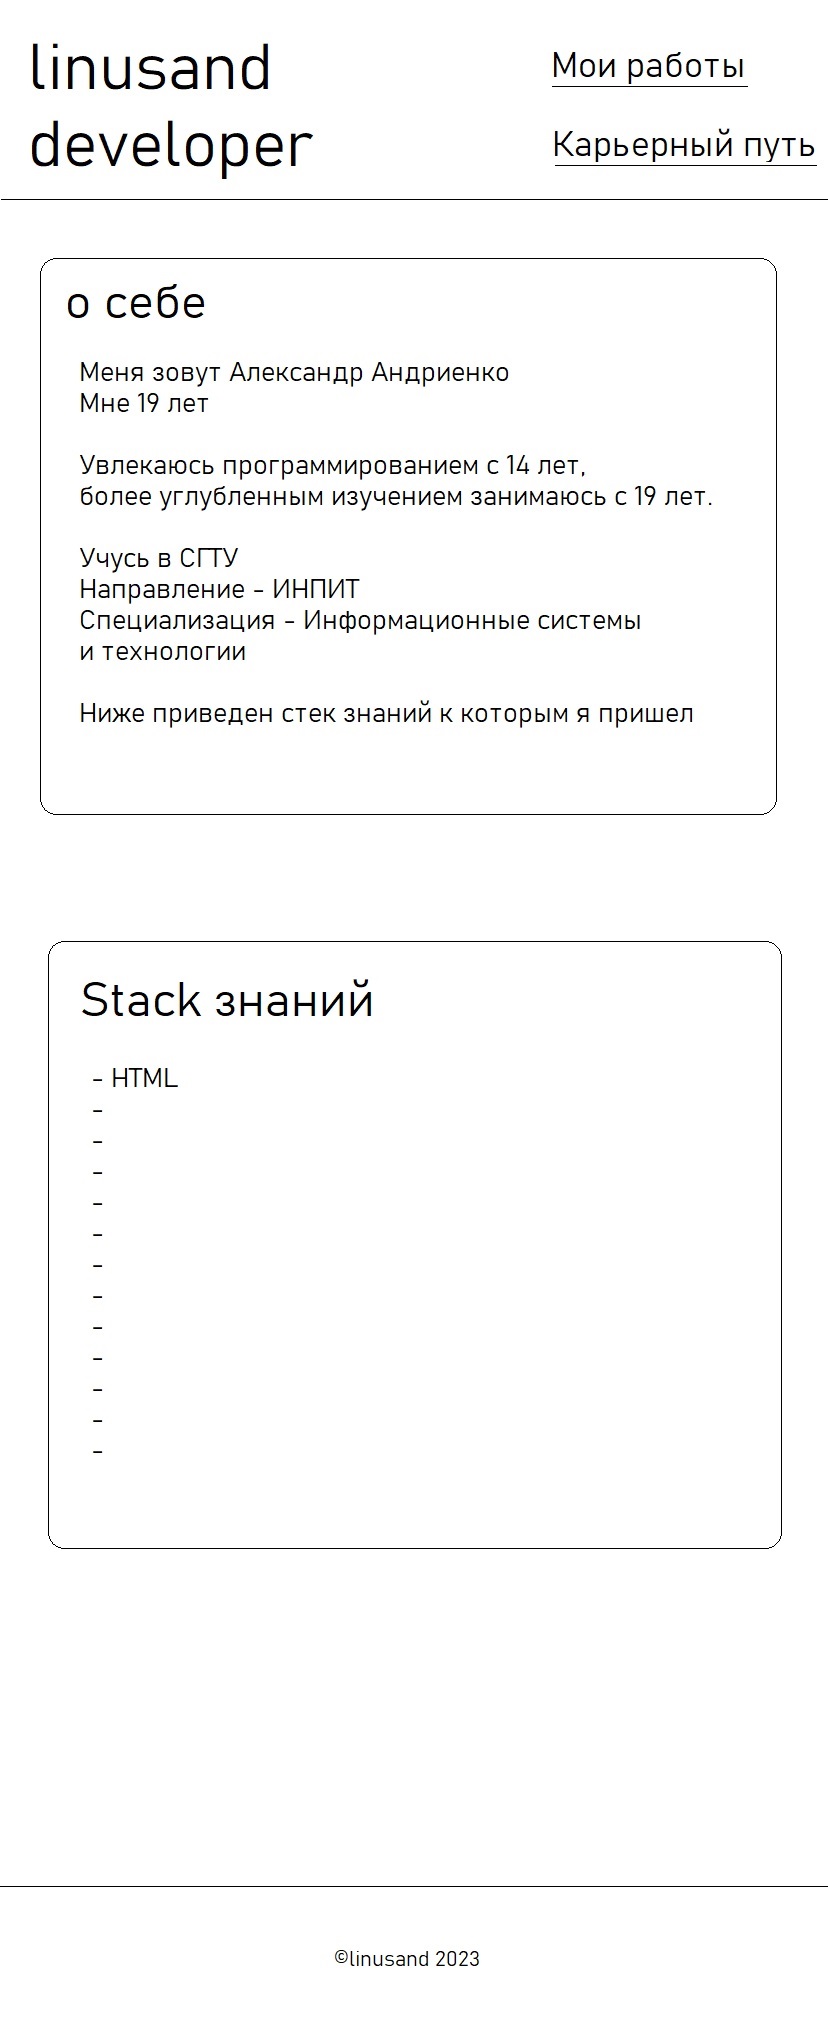 linusand
developer
Мои работы
Карьерный путь
о себе
Меня зовут Александр Андриенко
Мне 19 лет
Увлекаюсь программированием с 14 лет,
более углубленным изучением занимаюсь с 19 лет.
Учусь в СГТУ
Направление - ИНПИТ
Специализация - Информационные системы
и технологии
Ниже приведен стек знаний к которым я пришел
Stack знаний
- HTML
-
-
-
-
-
-
-
-
-
-
-
-
©linusand 2023